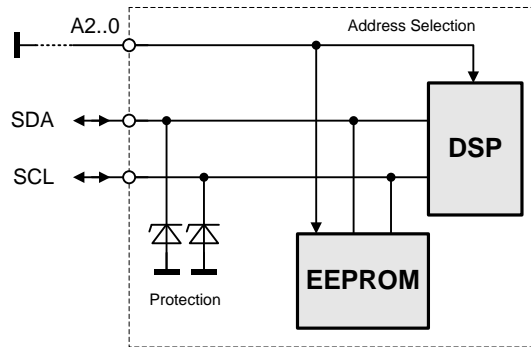 A2..0
Address Selection
SDA
DSP
SCL
EEPROM
Protection